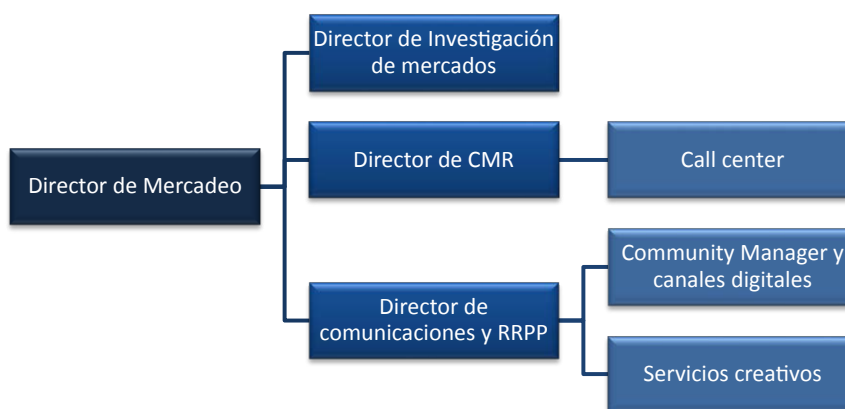 Director de Investigación
de mercados
Director de Mercadeo
Director de CMR
Call center
Director de
comunicaciones y RRPP
Community Manager y
canales digitales
Servicios creativos